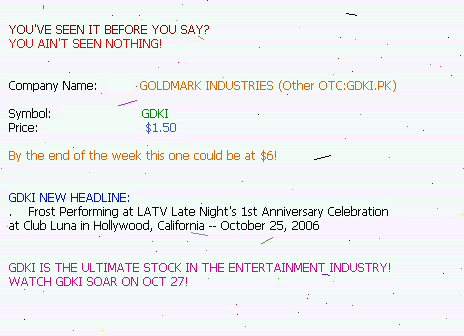 YOU'VE SEEN IT BEFORE YOU SAY?
YOU AIN'T SEEN NOTHING!
Company Name: GOLDMARK INDUSTRIES (Other OTC:GDKI.PK)
Symbol: GDKI
Price: $1.50
By the end of the week this one could be at $6!
GDKI NEW HEADLINE:
. Frost Performing at LATV Late Night's 1st Anniversary Celebration
at Club Luna in Hollywood, California -- October 25, 2006
GDKI IS THE ULTIMATE STOCK IN THE ENTERTAINMENT INDUSTRY!
WATCH GDKI SOAR ON OCT 27!